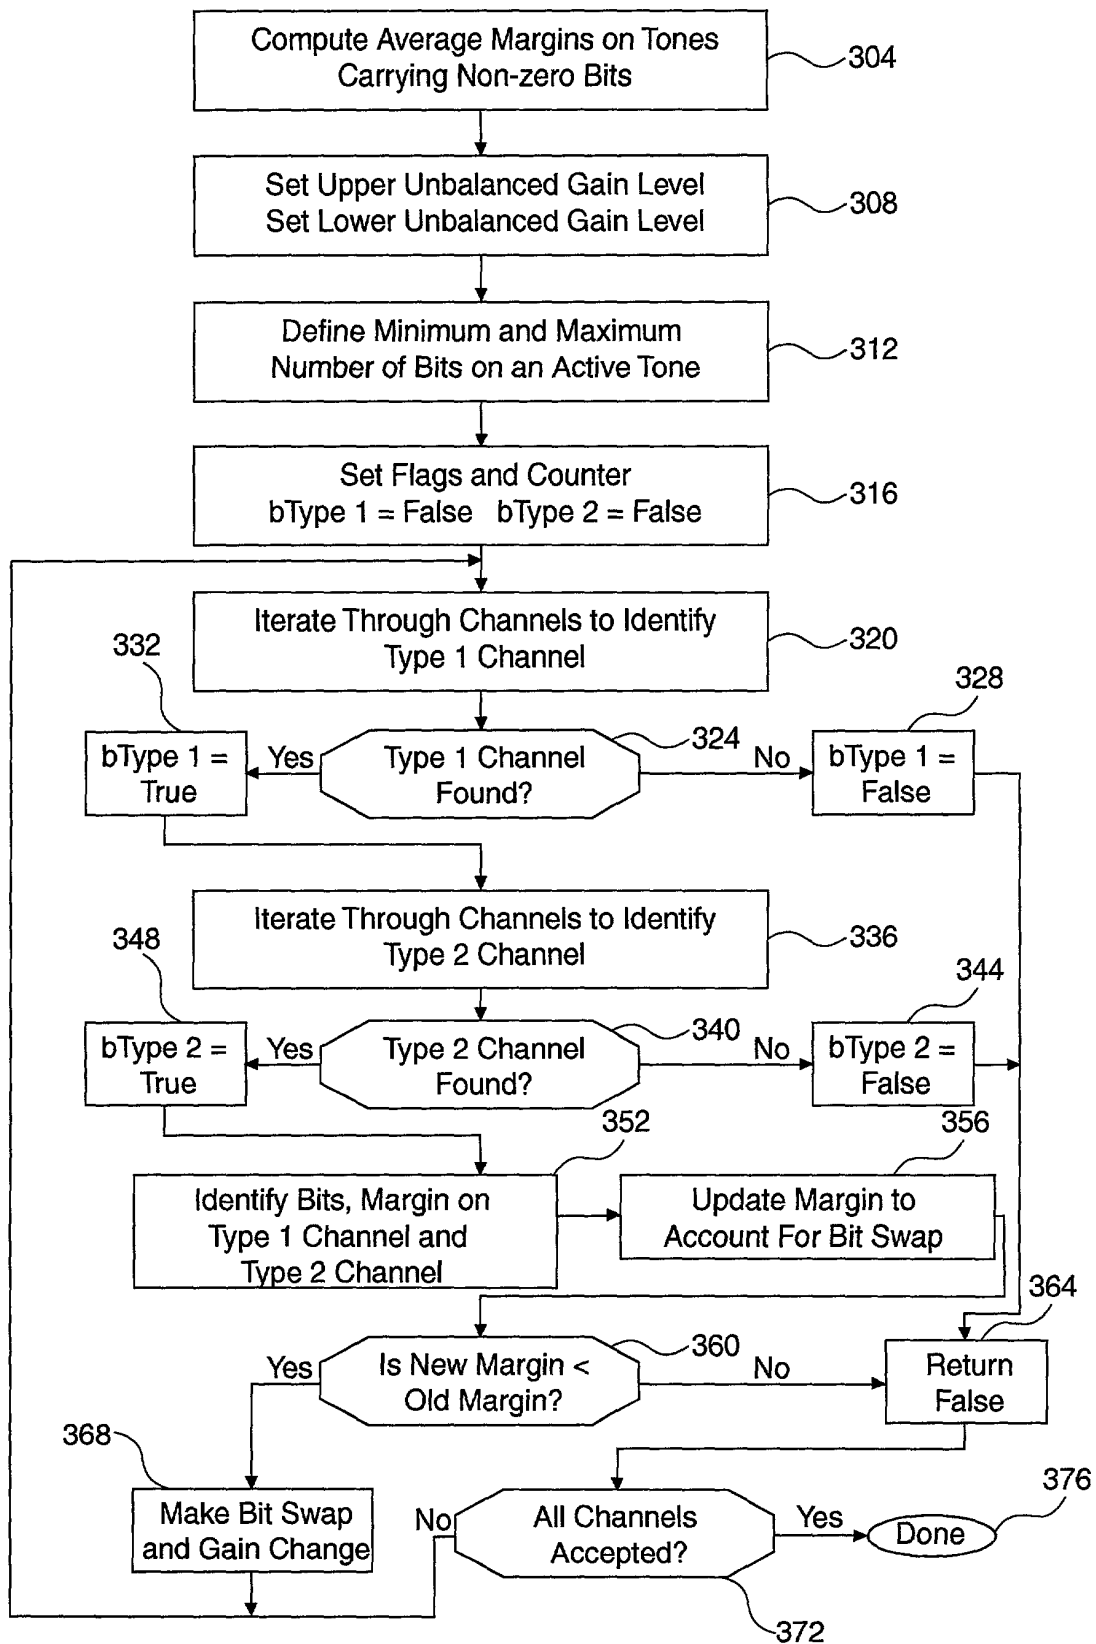 Compute Average Margins on Tones
Carrying Non-zero Bits
304
Set Upper Unbalanced Gain Level
Set Lower Unbalanced Gain Level
308
Define Minimum and Maximum
Number of Bits on an Active Tone
312
Set Flags and Counter
bType 1 = False bType 2 = False
316
Iterate Through Channels to Identify
Type 1 Channel
320
332
328
bType 1 =
True
Yes
Type 1 Channel
Found?
324
No
bType 1 =
False
Iterate Through Channels to Identify
Type 2 Channel
336
348
344
bType 2 =
True
Yes
Type 2 Channel
Found?
340
No
bType 2 =
False
352
356
Identify Bits, Margin on
Type 1 Channel and
Type 2 Channel
Update Margin to
Account For Bit Swap
364
Yes
Is New Margin <
Old Margin?
360
No
Return
False
368
Make Bit Swap
and Gain Change
No
All Channels
Accepted?
372
Yes
Done
376